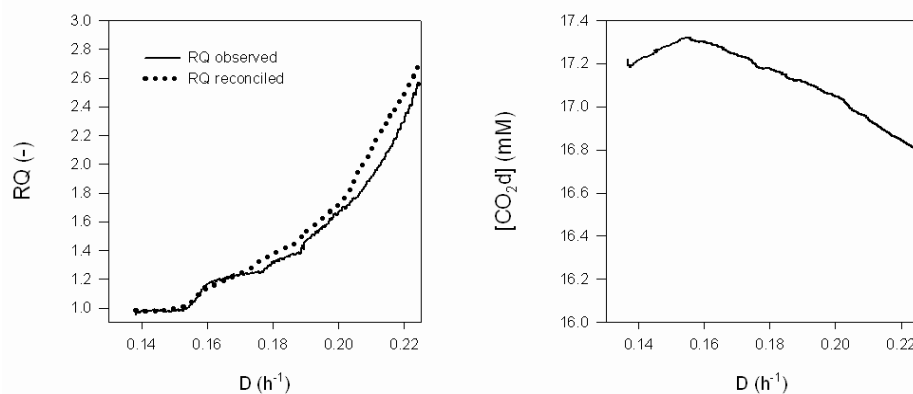 3.0
2.8
2.6
2.4
2.2
2.0
1.8
1.6
1.4
1.2
1.0
RQ (-)
RQ observed
RQ reconciled
0.14 0.16 0.18 0.20 0.22
D (h⁻¹)
17.4
17.2
17.0
16.8
16.6
16.4
16.2
16.0
[CO₂d] (mM)
0.14 0.16 0.18 0.20 0.22
D (h⁻¹)